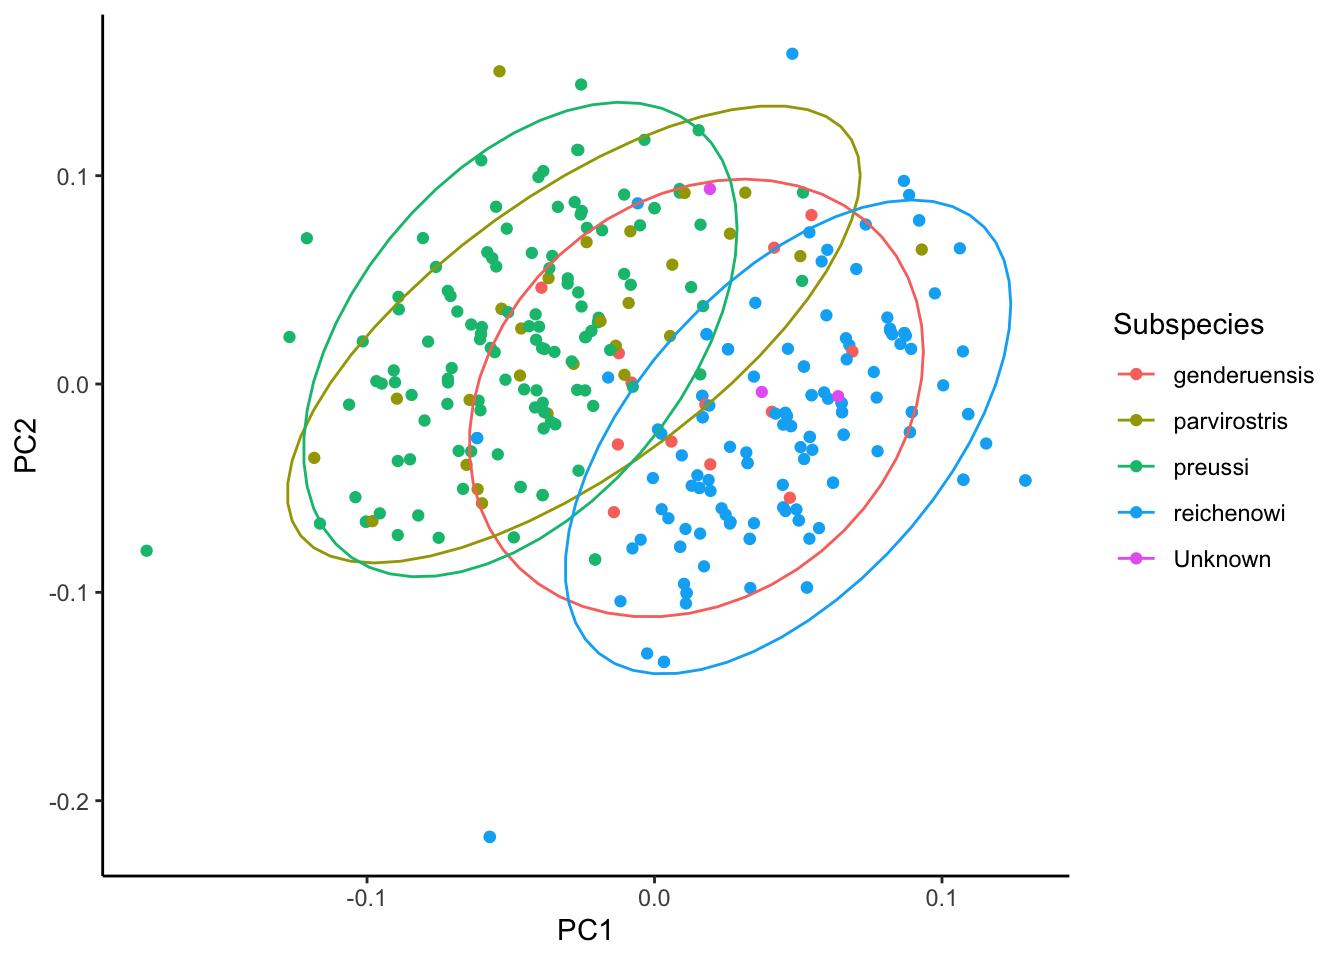 PC2
0.1
0.0
-0.1
-0.2
-0.1
0.0
0.1
PC1
Subspecies
genderuensis
parvirostris
preussi
reichenowi
Unknown